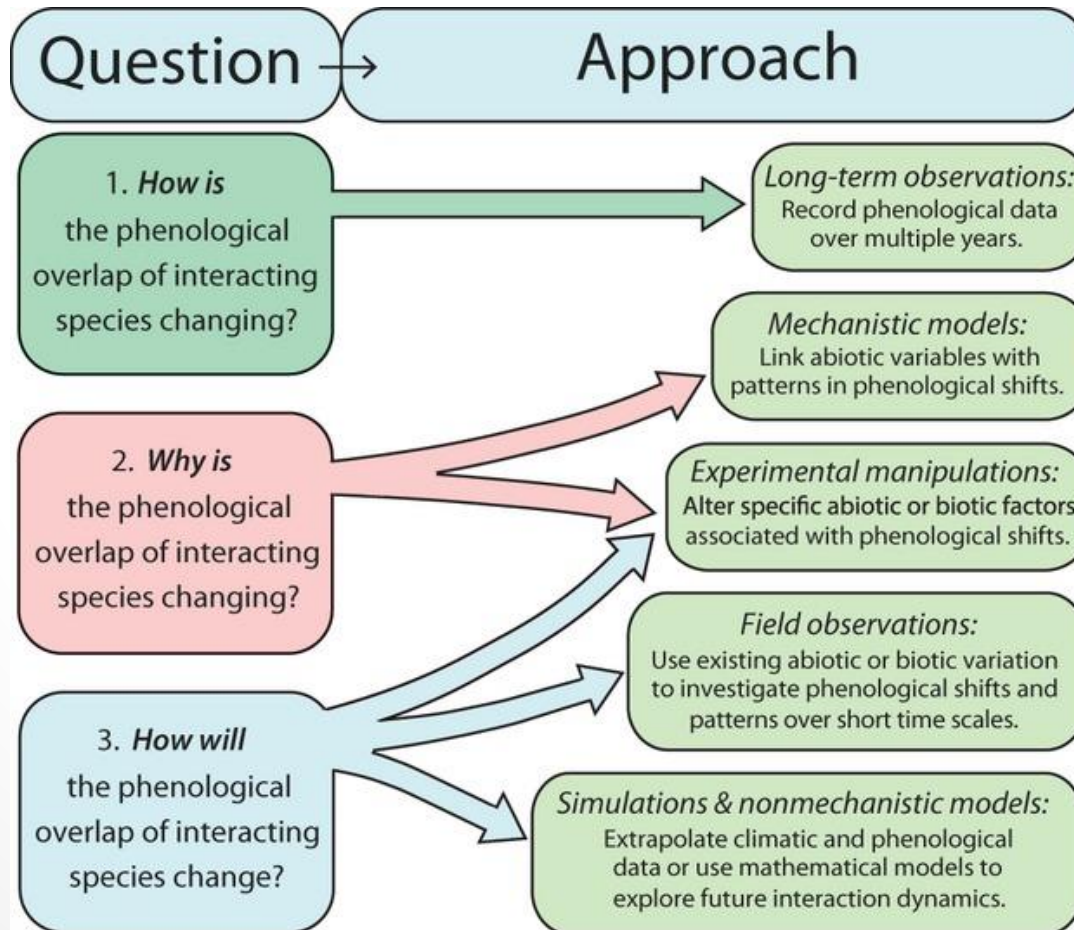 Question → Approach
1. How is
the phenological
overlap of interacting
species changing?
Long-term observations:
Record phenological data
over multiple years.
Mechanistic models:
Link abiotic variables with
patterns in phenological shifts.
2. Why is
the phenological
overlap of interacting
species changing?
Experimental manipulations:
Alter specific abiotic or biotic factors
associated with phenological shifts.
Field observations:
Use existing abiotic or biotic variation
to investigate phenological shifts and
patterns over short time scales.
3. How will
the phenological
overlap of interacting
species change?
Simulations & nonmechanistic models:
Extrapolate climatic and phenological
data or use mathematical models to
explore future interaction dynamics.